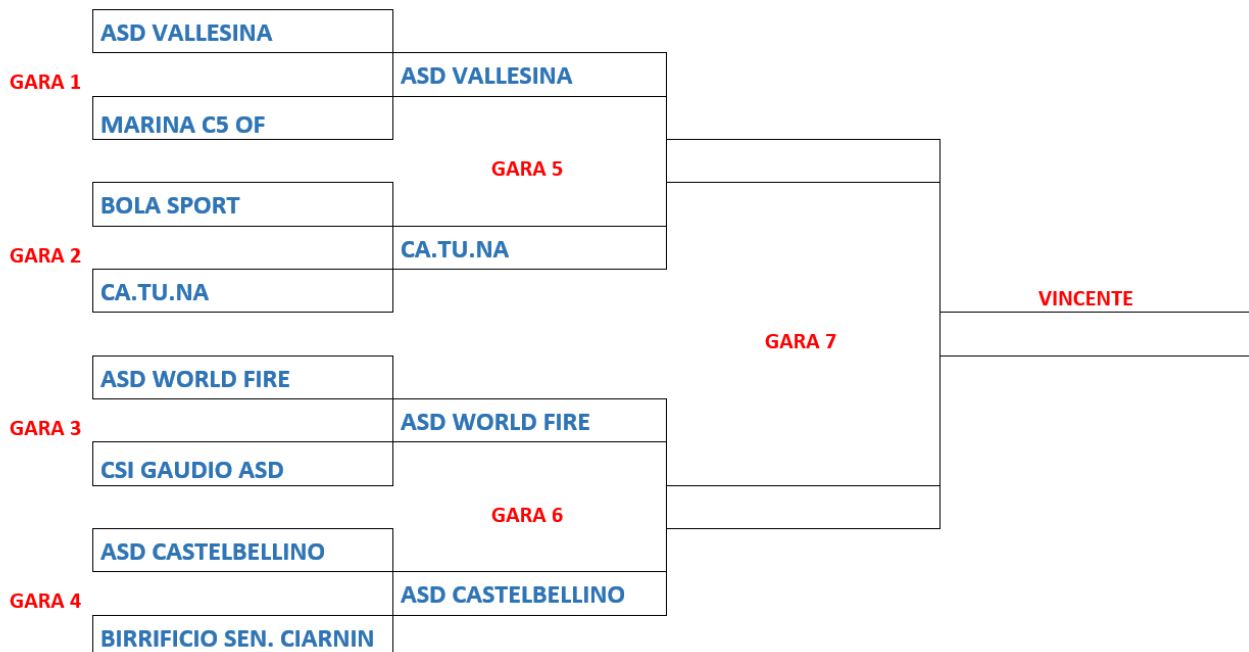 ASD VALLESINA
GARA 1
ASD VALLESINA
MARINA C5 OF
GARA 5
BOLA SPORT
GARA 2
CA.TU.NA
CA.TU.NA
VINCENTE
GARA 7
ASD WORLD FIRE
GARA 3
ASD WORLD FIRE
CSI GAUDIO ASD
GARA 6
ASD CASTELBELLINO
GARA 4
ASD CASTELBELLINO
BIRRIFICIO SEN. CIARNIN